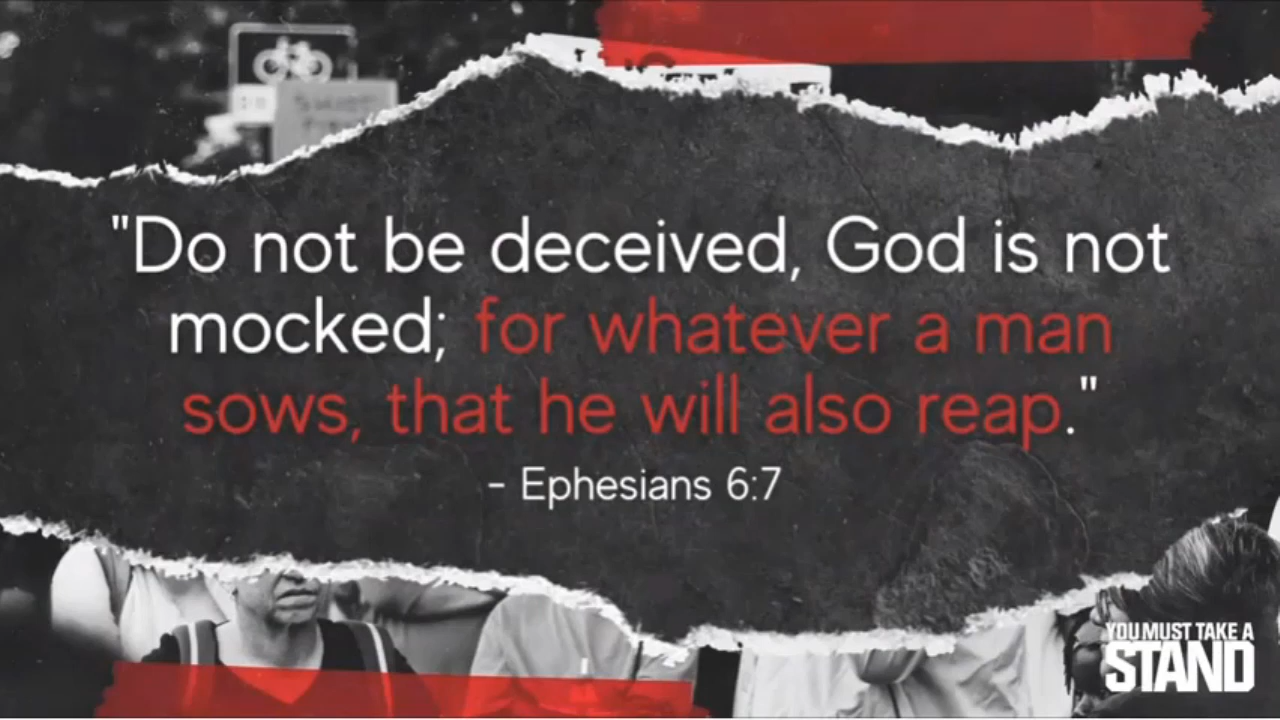 "Do not be deceived, God is not
mocked; for whatever a man
sows, that he will also reap."
– Ephesians 6:7
YOU MUST TAKE A
STAND